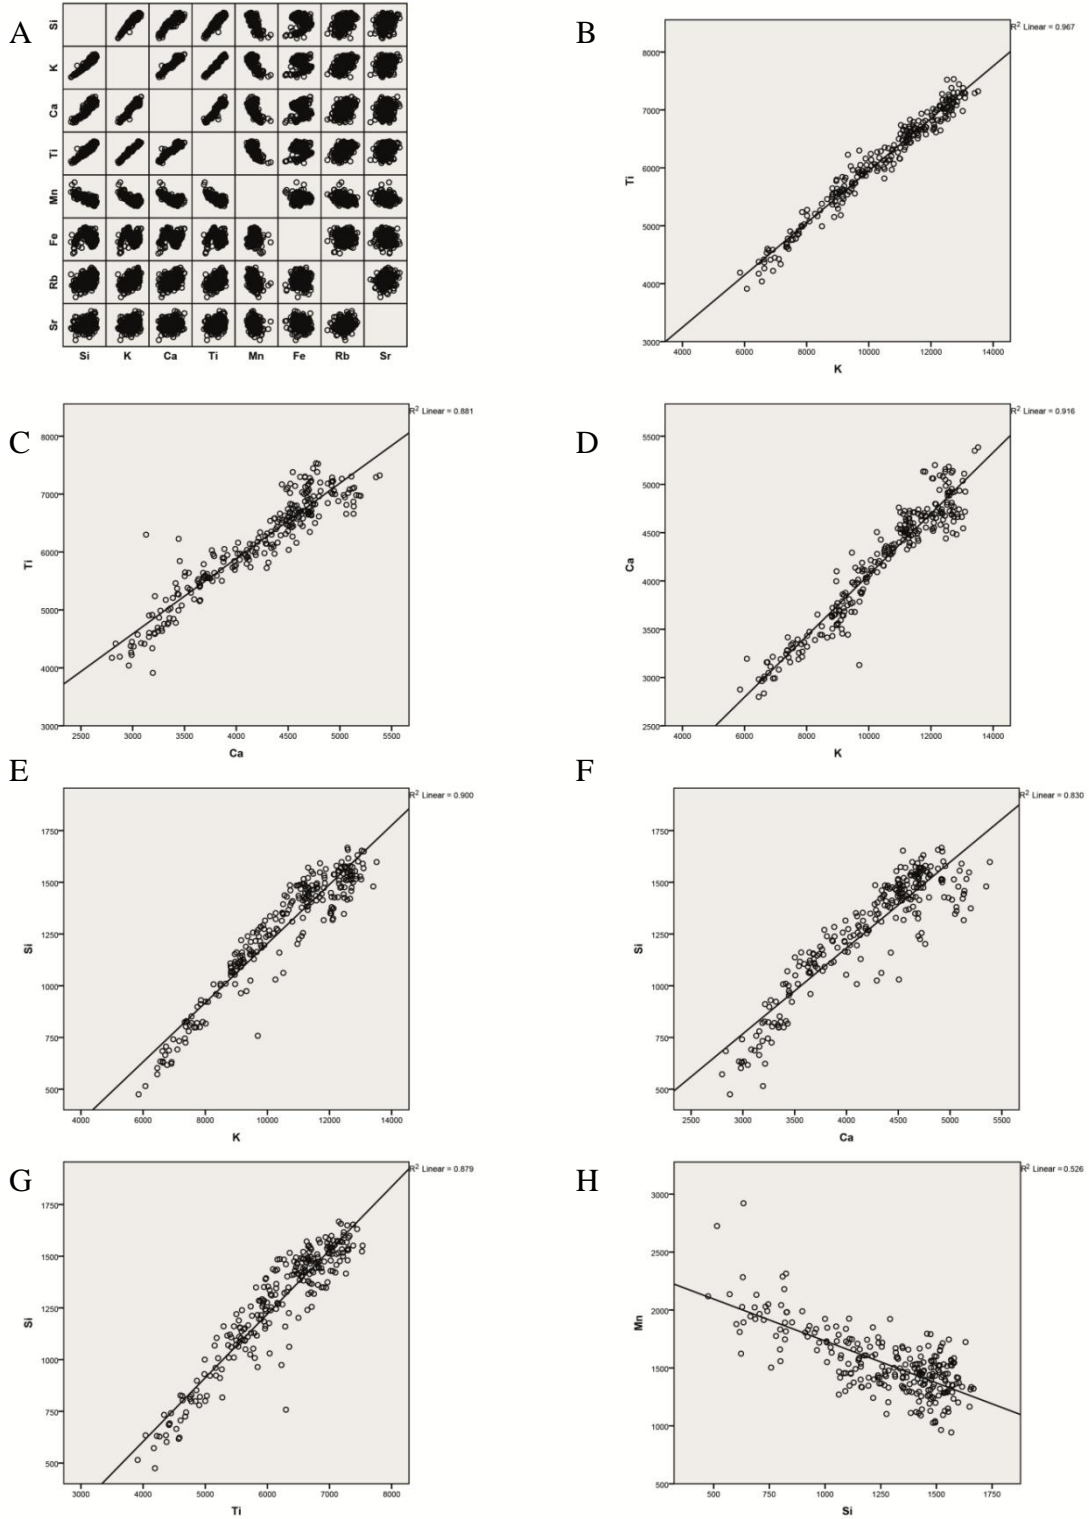 A
Si
K
Ca
Ti
Mn
Fe
Rb
Sr
Si K Ca Ti Mn Fe Rb Sr
B
R² Linear = 0.967
8000
7000
6000
5000
4000
3000
Ti
4000 6000 8000 10000 12000 14000
K
C
R² Linear = 0.881
8000
7000
6000
5000
4000
3000
Ti
2500 3000 3500 4000 4500 5000 5500
Ca
D
R² Linear = 0.916
5500
5000
4500
4000
3500
3000
2500
Ca
4000 6000 8000 10000 12000 14000
K
E
R² Linear = 0.900
1750
1500
1250
1000
750
500
Si
4000 6000 8000 10000 12000 14000
K
F
R² Linear = 0.830
1750
1500
1250
1000
750
500
Si
2500 3000 3500 4000 4500 5000 5500
Ca
G
R² Linear = 0.879
1750
1500
1250
1000
750
500
Si
3000 4000 5000 6000 7000 8000
Ti
H
R² Linear = 0.526
3000
2500
2000
1500
1000
500
Mn
500 750 1000 1250 1500 1750
Si